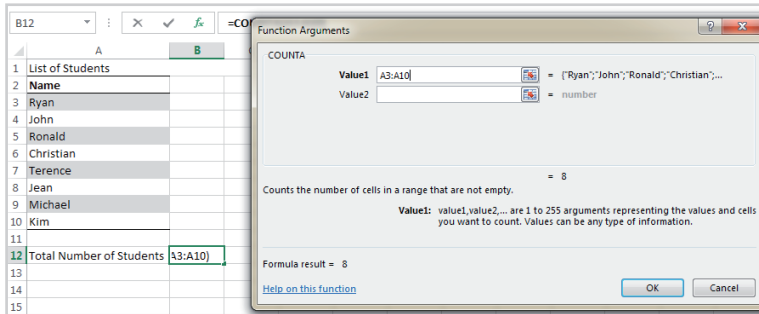 B12 fx =CO
Function Arguments
A B
1 List of Students
2 Name
3 Ryan
4 John
5 Ronald
6 Christian
7 Terence
8 Jean
9 Michael
10 Kim
11
12 Total Number of Students A3:A10)
13
14
15
COUNTA
Value1 A3:A10 = {"Ryan";"John";"Ronald";"Christian";...
Value2 = number
= 8
Counts the number of cells in a range that are not empty.
Value1: value1,value2,... are 1 to 255 arguments representing the values and cells
you want to count. Values can be any type of information.
Formula result = 8
Help on this function OK Cancel